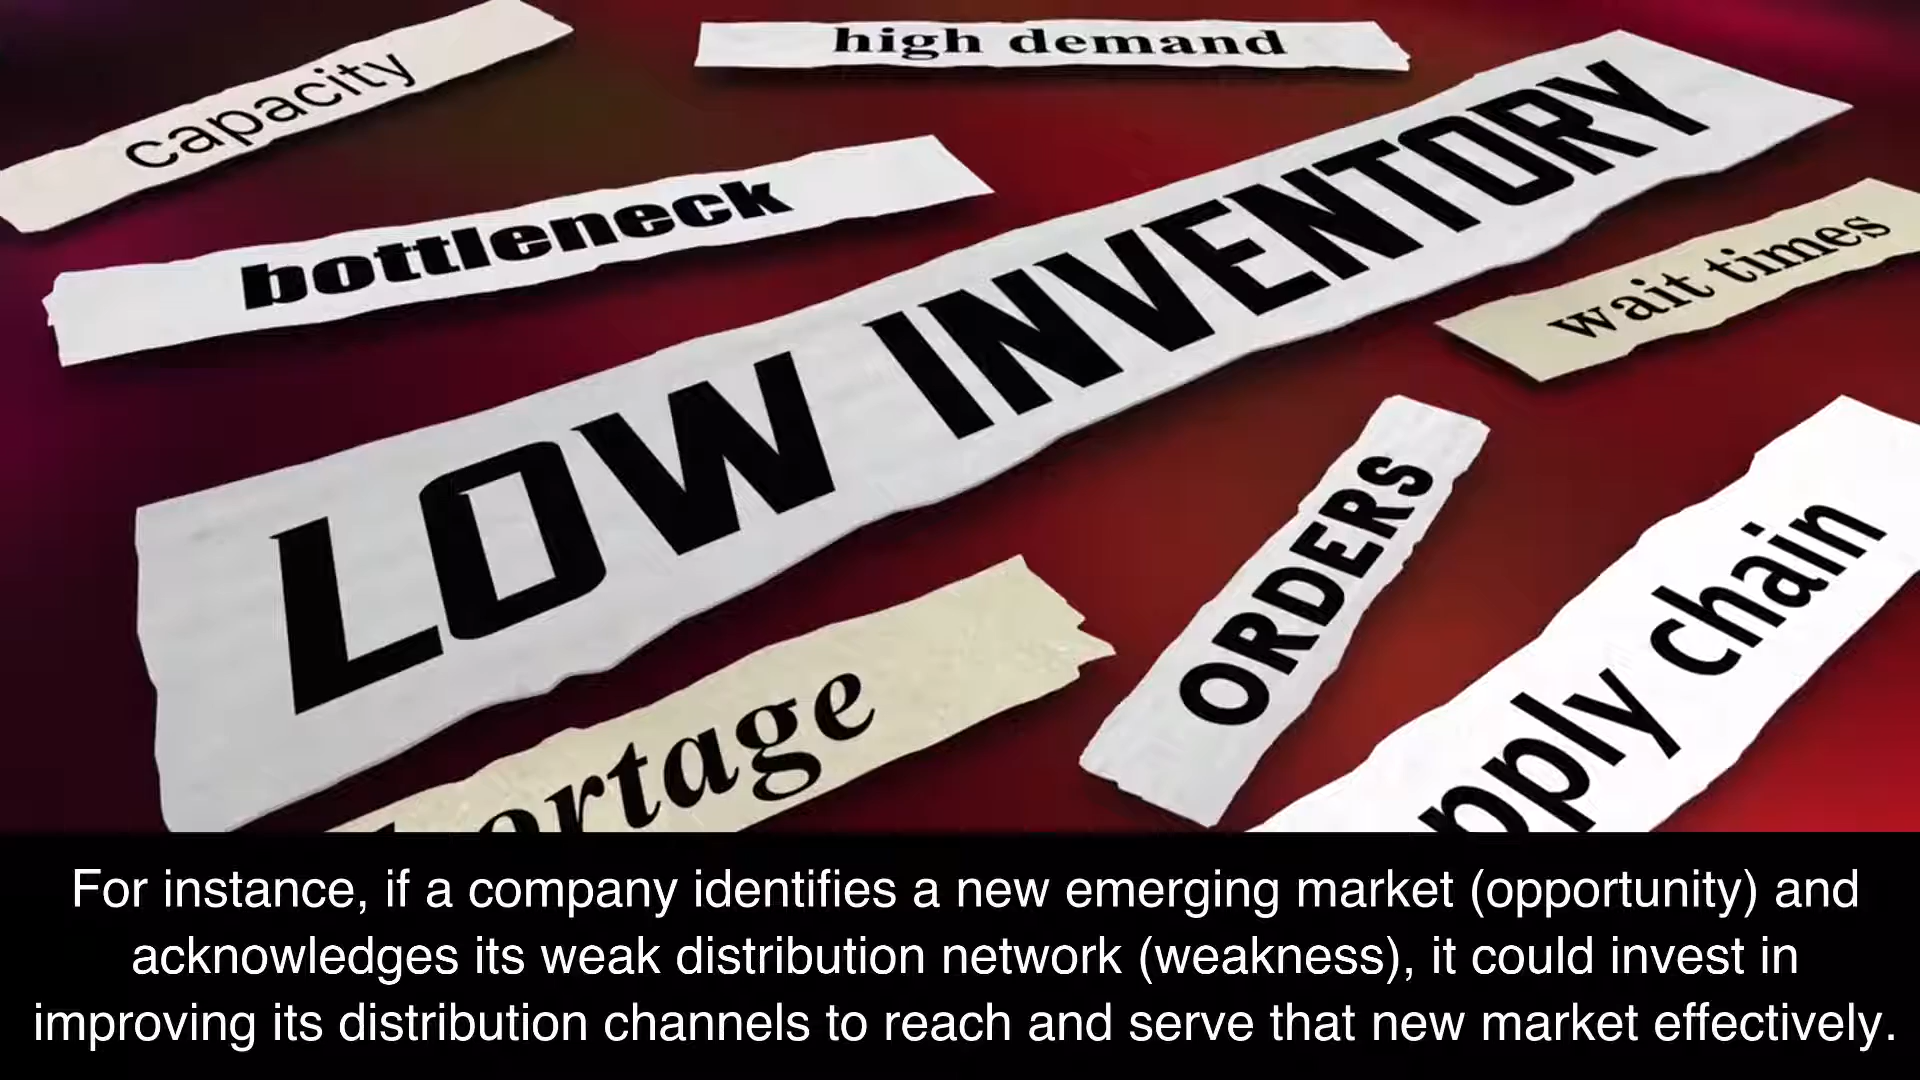 capacity
high demand
bottleneck
LOW INVENTORY
wait times
ORDERS
chain
For instance, if a company identifies a new emerging market (opportunity) and
acknowledges its weak distribution network (weakness), it could invest in
improving its distribution channels to reach and serve that new market effectively.